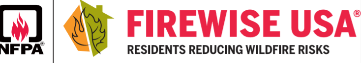 NFPA
FIREWISE USA®
RESIDENTS REDUCING WILDFIRE RISKS